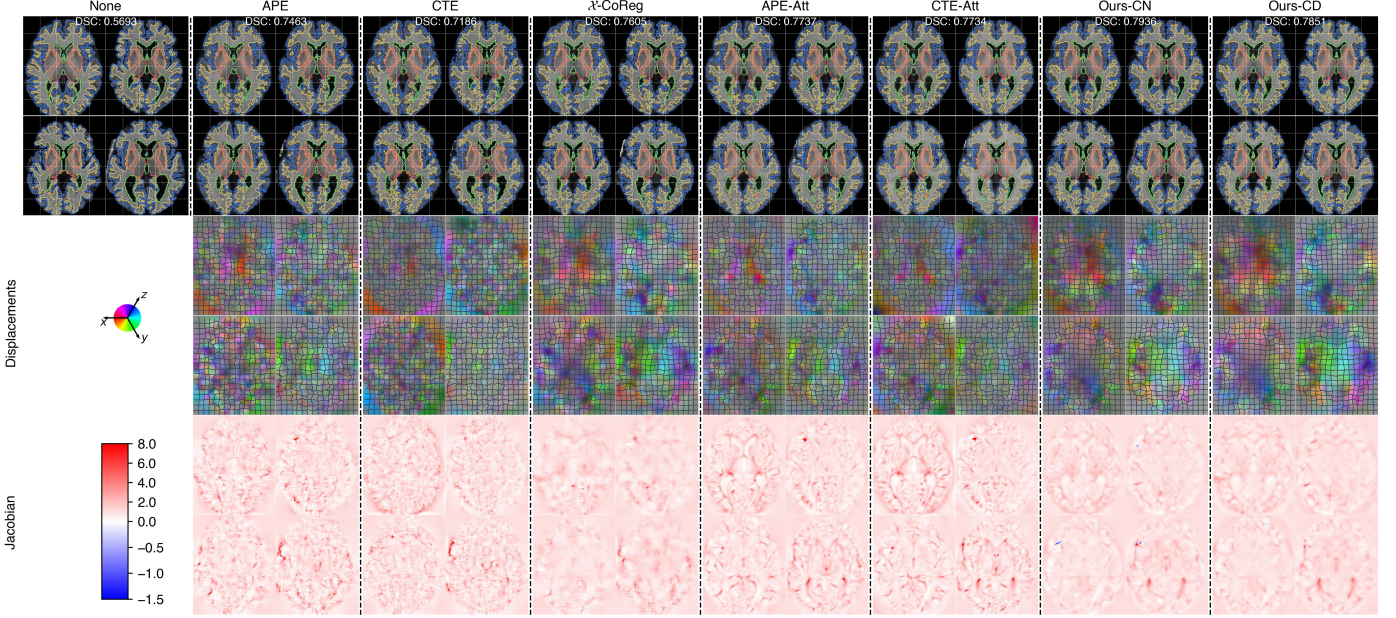 None APE CTE 𝒳-CoReg APE-Att CTE-Att Ours-CN Ours-CD
DSC: 0.5693 DSC: 0.7463 DSC: 0.7186 DSC: 0.7605 DSC: 0.7737 DSC: 0.7734 DSC: 0.7936 DSC: 0.7851
Displacements
z
x
y
Jacobian
8.0
6.0
4.0
2.0
0.0
−0.5
−1.0
−1.5